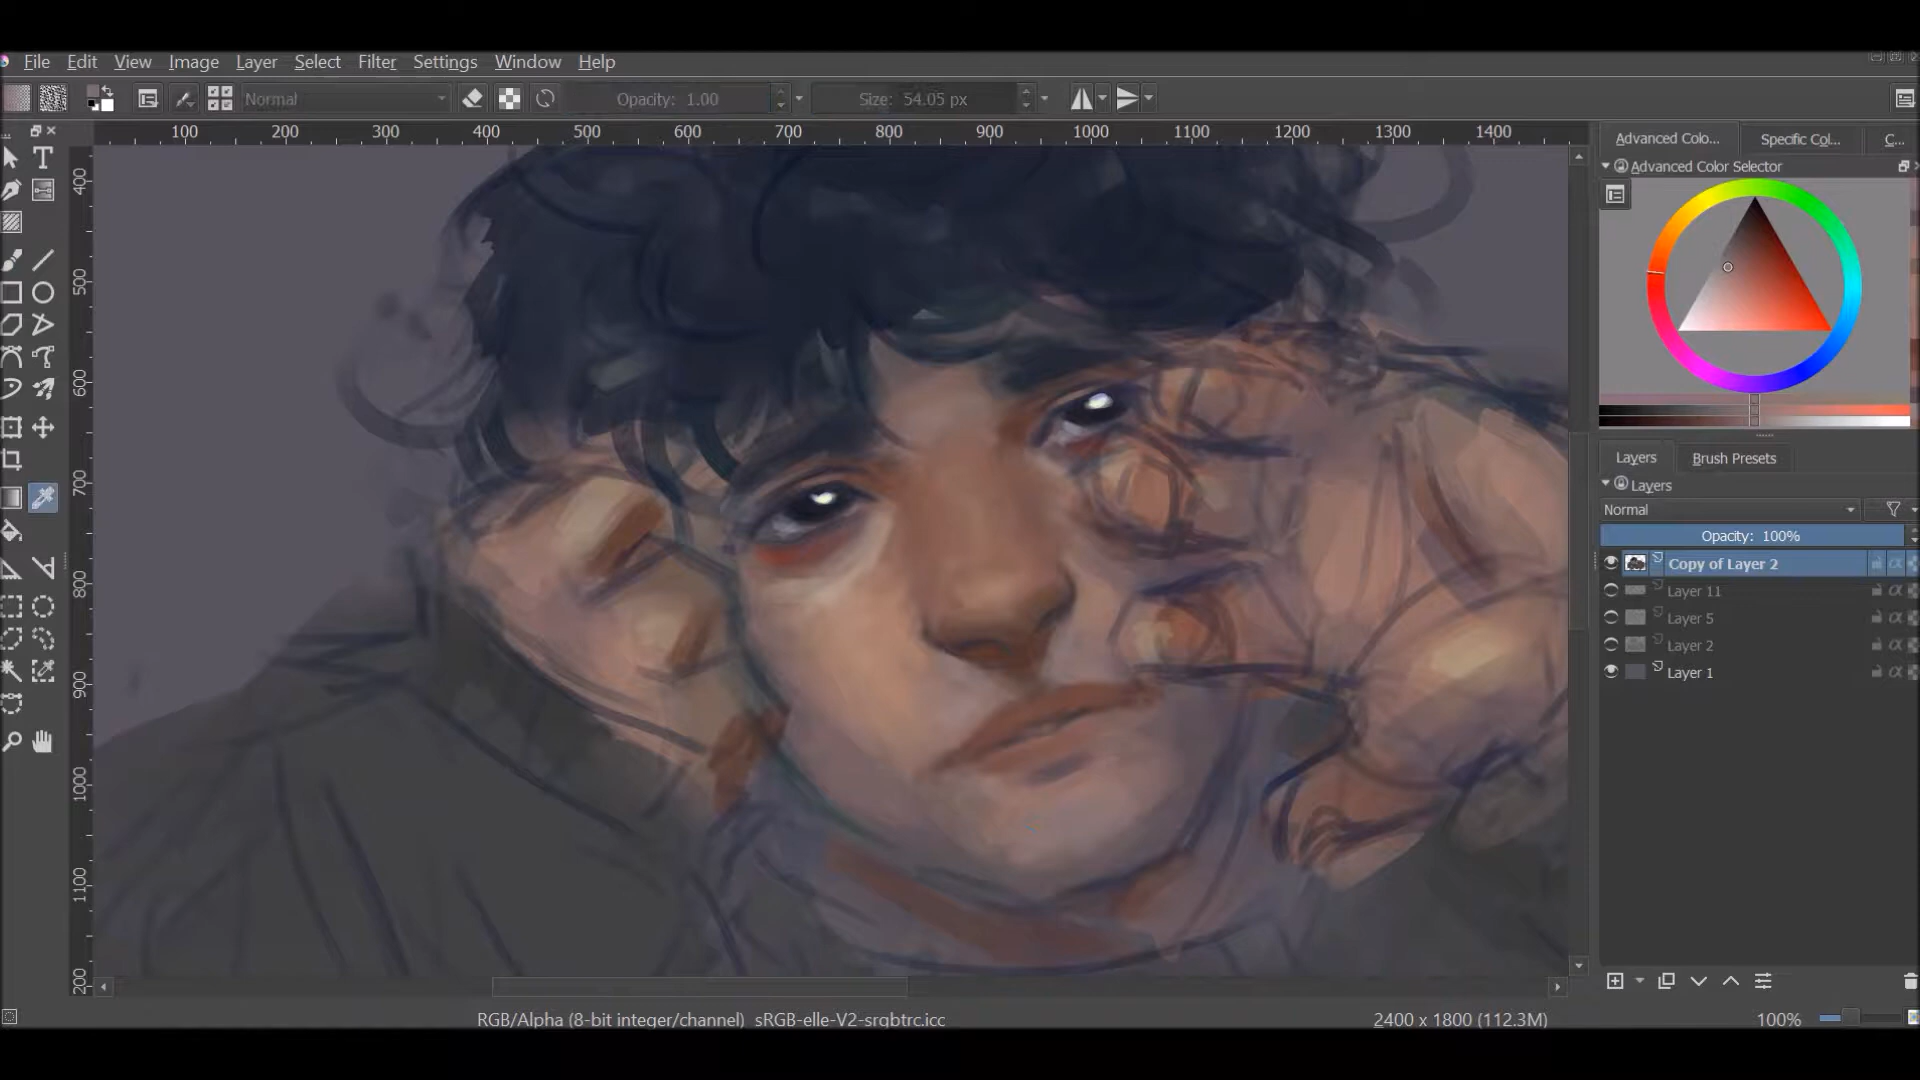 File Edit View Image Layer Select Filter Settings Window Help
Normal Opacity: 1.00 Size: 54.05 px
100 200 300 400 500 600 700 800 900 1000 1100 1200 1300 1400
Advanced Colo... Specific Col... C...
Advanced Color Selector
400
500
600
700
800
900
1000
1100
200
Layers Brush Presets
Layers
Normal
Opacity: 100%
Copy of Layer 2
Layer 11
Layer 5
Layer 2
Layer 1
RGB/Alpha (8-bit integer/channel) sRGB-elle-V2-srgbtrc.icc 2400 x 1800 (112.3M) 100%